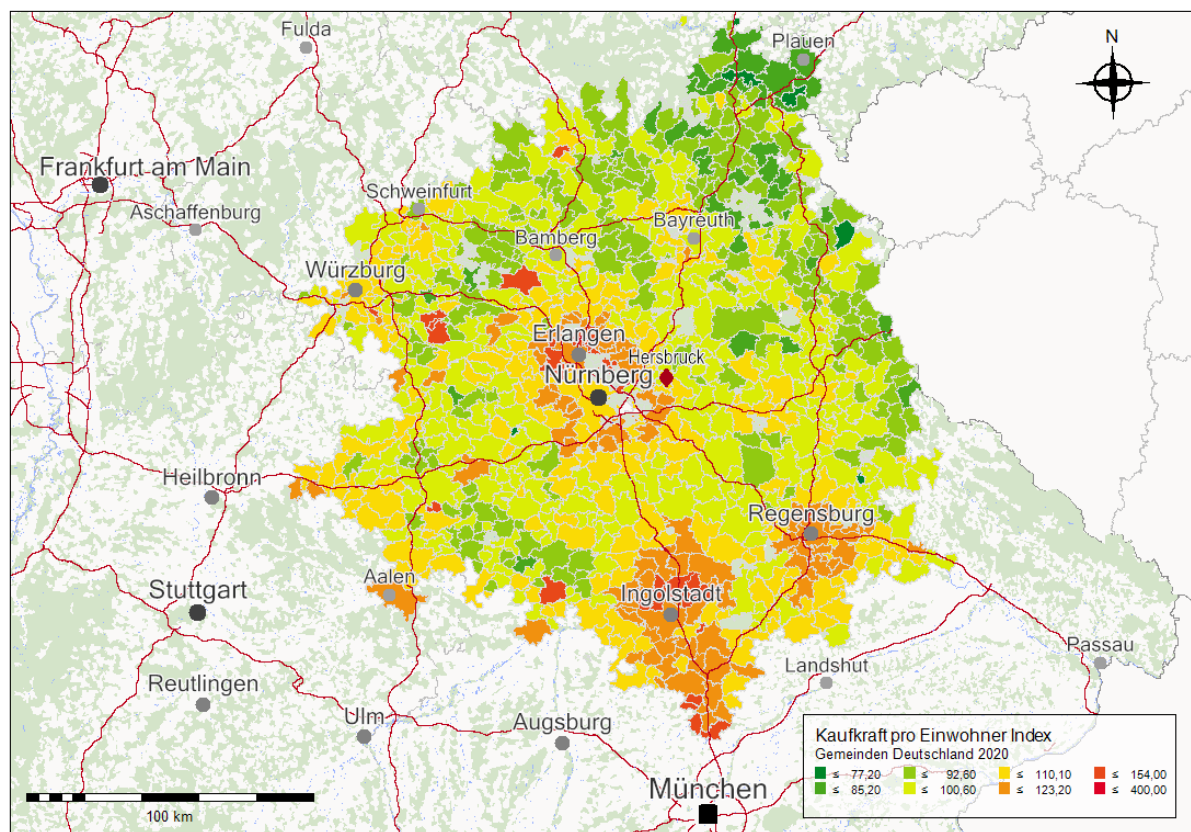 Fulda
Plauen
N
Frankfurt am Main
Schweinfurt
Aschaffenburg
Bayreuth
Bamberg
Würzburg
Erlangen
Hersbruck
Nürnberg
Heilbronn
Regensburg
Aalen
Stuttgart
Ingolstadt
Passau
Landshut
Reutlingen
Ulm
Augsburg
München
100 km
Kaufkraft pro Einwohner Index
Gemeinden Deutschland 2020
≤ 77,20 ≤ 92,60 ≤ 110,10 ≤ 154,00
≤ 85,20 ≤ 100,60 ≤ 123,20 ≤ 400,00